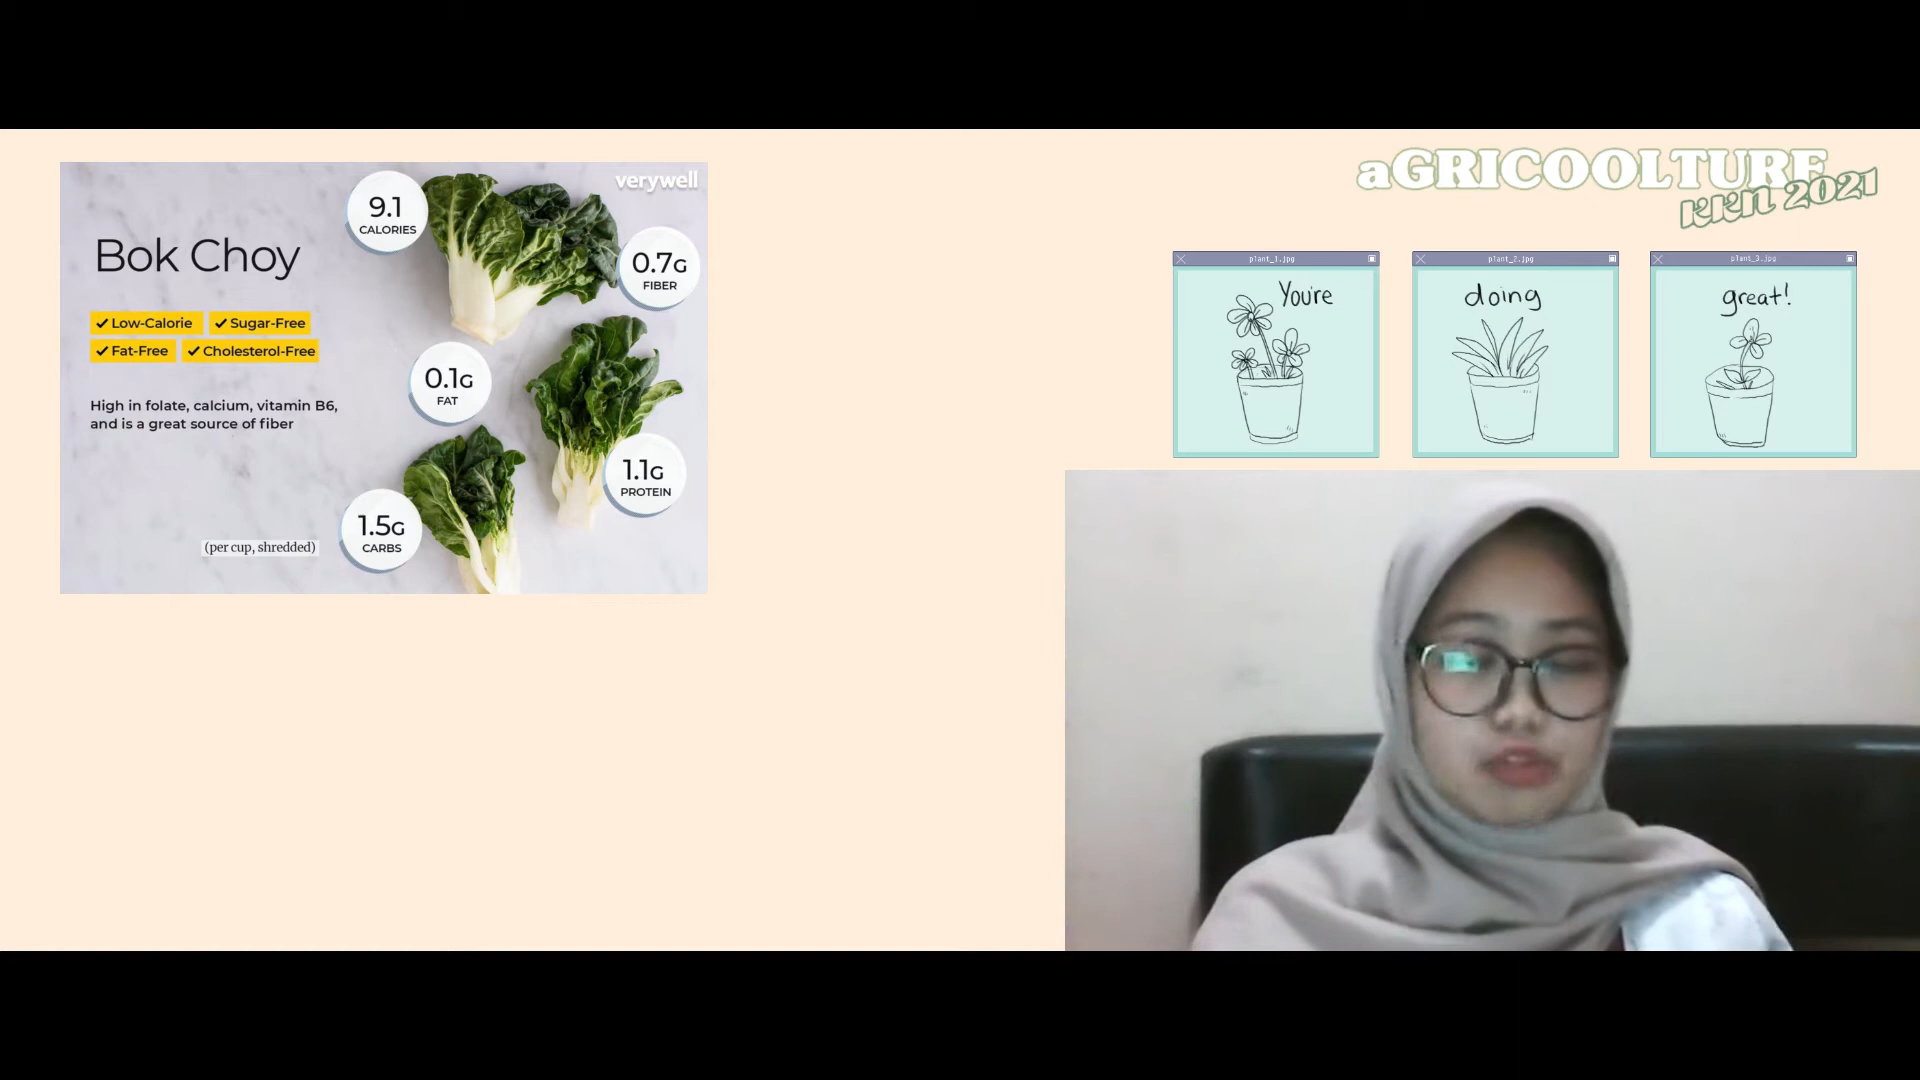 verywell
Bok Choy
Low-Calorie
Sugar-Free
Fat-Free
Cholesterol-Free
High in folate, calcium, vitamin B6,
and is a great source of fiber
(per cup, shredded)
9.1
CALORIES
0.7G
FIBER
0.1G
FAT
1.1G
PROTEIN
1.5G
CARBS
aGRICOOLTURE
KKN 2021
plant_1.jpg
You're
plant_2.jpg
doing
plant_3.jpg
great!